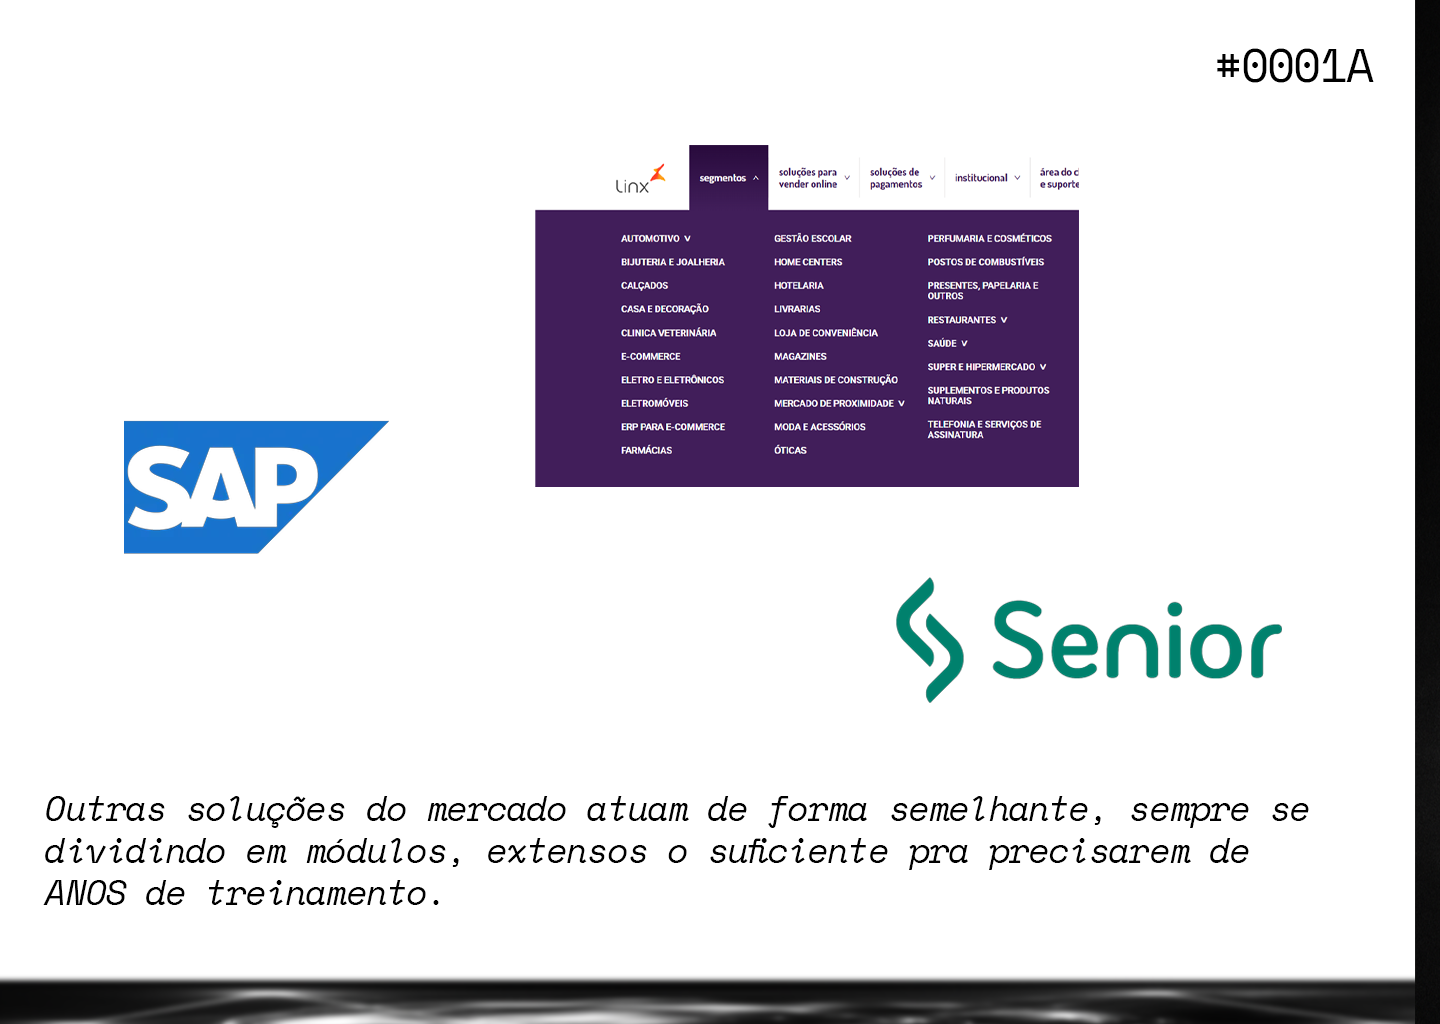 #0001A
linx
segmentos
soluções para
vender online
soluções de
pagamentos
institucional
área do cl
e suporte
AUTOMOTIVO
BIJUTERIA E JOALHERIA
CALÇADOS
CASA E DECORAÇÃO
CLINICA VETERINÁRIA
E-COMMERCE
ELETRO E ELETRÔNICOS
ELETROMÓVEIS
ERP PARA E-COMMERCE
FARMÁCIAS
GESTÃO ESCOLAR
HOME CENTERS
HOTELARIA
LIVRARIAS
LOJA DE CONVENIÊNCIA
MAGAZINES
MATERIAIS DE CONSTRUÇÃO
MERCADO DE PROXIMIDADE
MODA E ACESSÓRIOS
ÓTICAS
PERFUMARIA E COSMÉTICOS
POSTOS DE COMBUSTÍVEIS
PRESENTES, PAPELARIA E
OUTROS
RESTAURANTES
SAÚDE
SUPER E HIPERMERCADO
SUPLEMENTOS E PRODUTOS
NATURAIS
TELEFONIA E SERVIÇOS DE
ASSINATURA
SAP
Senior
Outras soluções do mercado atuam de forma semelhante, sempre se
dividindo em módulos, extensos o suficiente pra precisarem de
ANOS de treinamento.